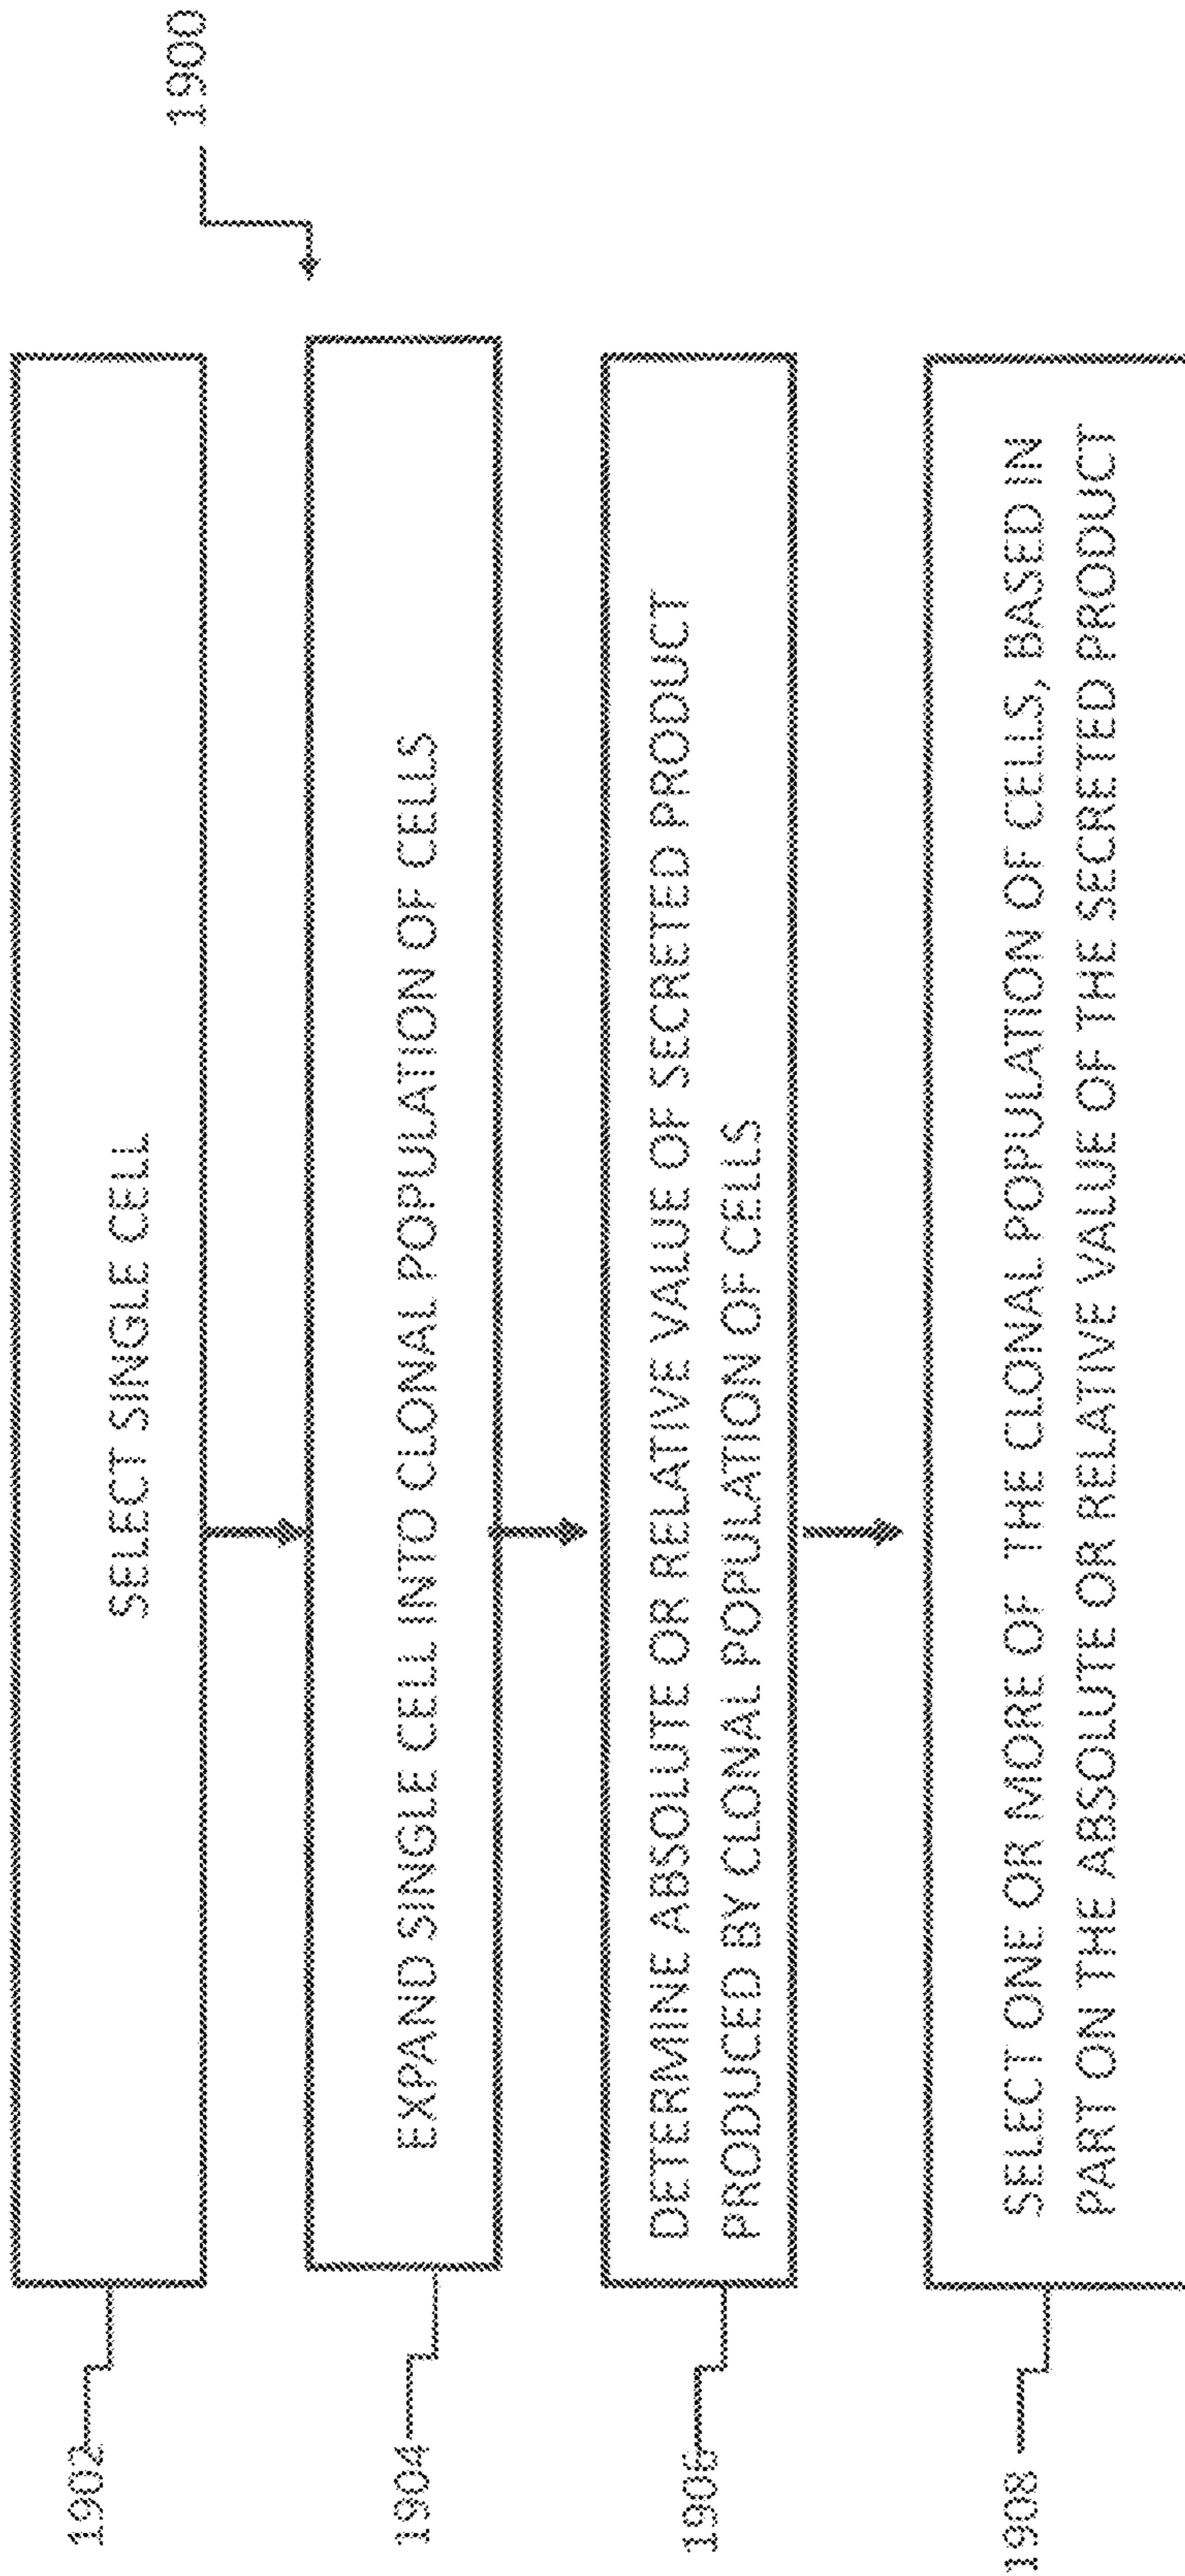 1900
1902
SELECT SINGLE CELL
1904
EXPAND SINGLE CELL INTO CLONAL POPULATION OF CELLS
1906
DETERMINE ABSOLUTE OR RELATIVE VALUE OF SECRETED PRODUCT
PRODUCED BY CLONAL POPULATION OF CELLS
1908
SELECT ONE OR MORE OF THE CLONAL POPULATION OF CELLS, BASED IN
PART ON THE ABSOLUTE OR RELATIVE VALUE OF THE SECRETED PRODUCT